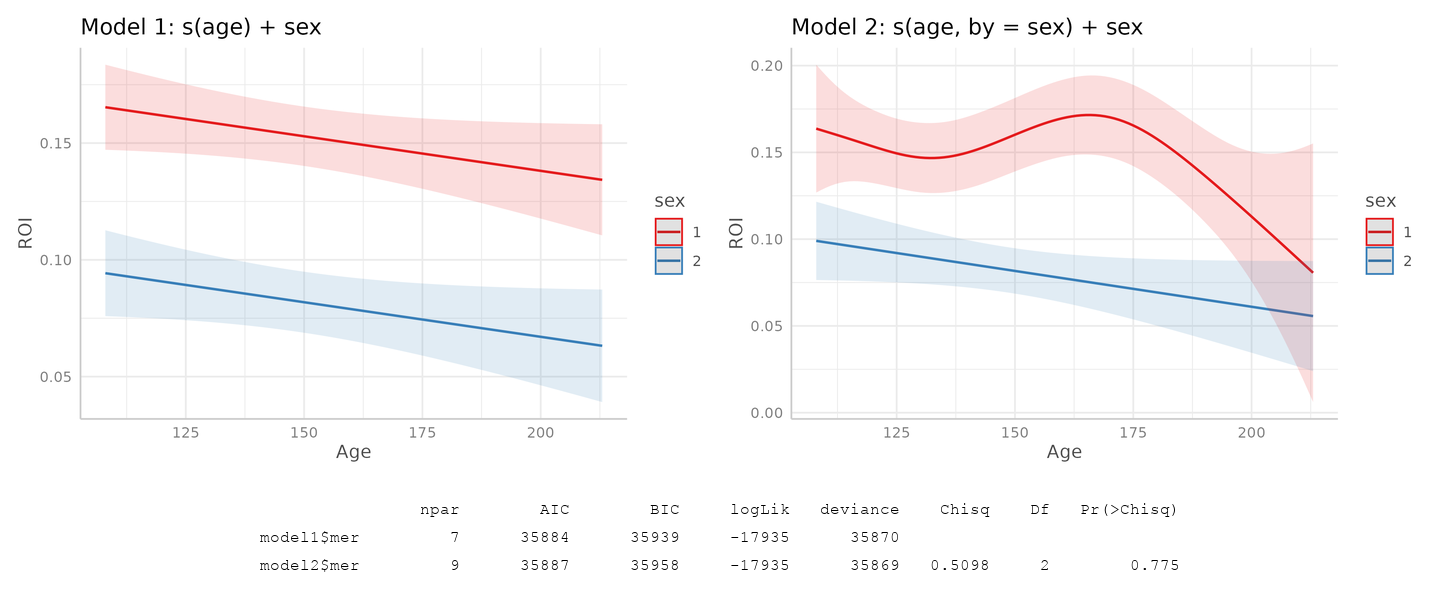 Model 1: s(age) + sex
0.15
0.10
0.05
ROI
125 150 175 200
Age
sex
1
2
Model 2: s(age, by = sex) + sex
0.20
0.15
0.10
0.05
0.00
ROI
125 150 175 200
Age
sex
1
2
npar AIC BIC logLik deviance Chisq Df Pr(>Chisq)
model1$mer 7 35884 35939 -17935 35870
model2$mer 9 35887 35958 -17935 35869 0.5098 2 0.775